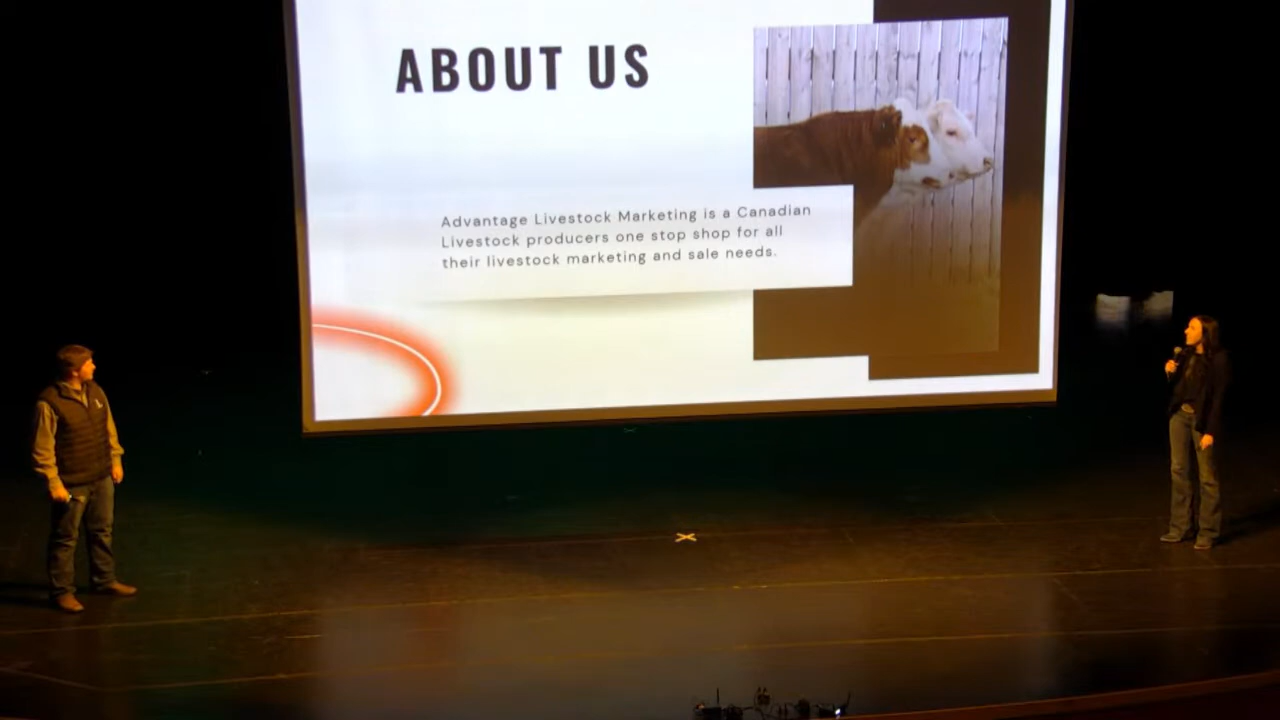 ABOUT US
Advantage Livestock Marketing is a Canadian
Livestock producers one stop shop for all
their livestock marketing and sale needs.